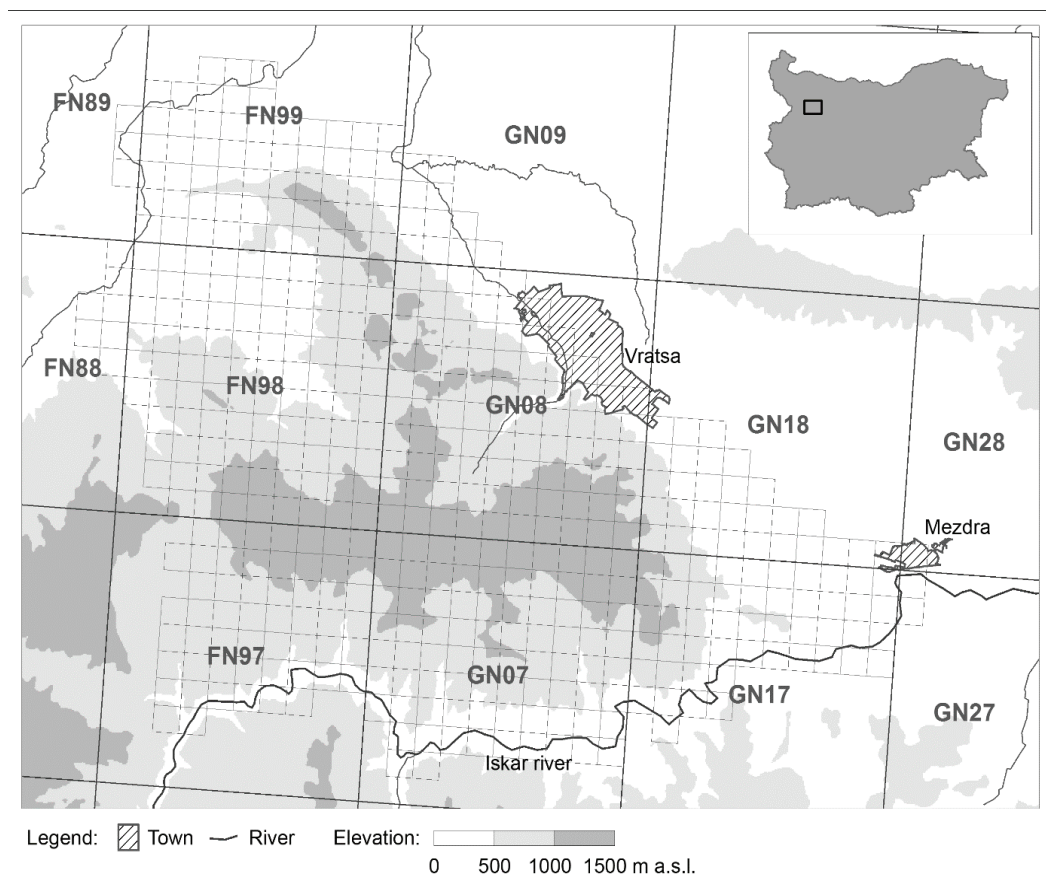 FN89
FN99
GN09
Vratsa
FN88
FN98
GN08
GN18
GN28
Mezdra
FN97
GN07
GN17
GN27
Iskar river
Legend: Town River Elevation:
0 500 1000 1500 m a.s.l.